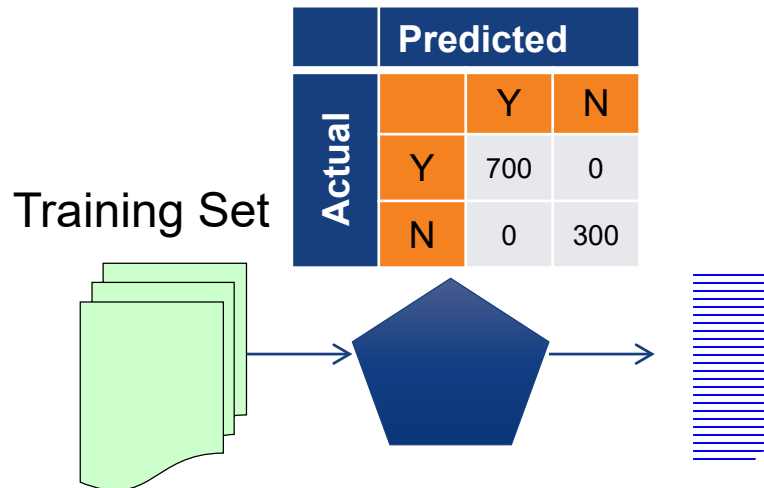 Predicted
Actual
Y N
Y 700 0
N 0 300
Training Set